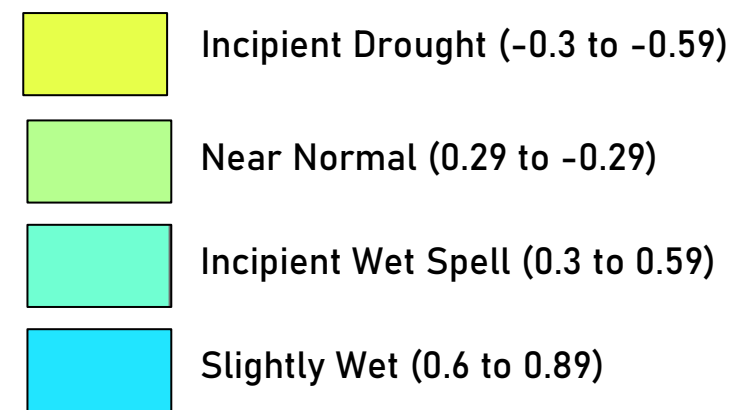 Incipient Drought (-0.3 to -0.59)
Near Normal (0.29 to -0.29)
Incipient Wet Spell (0.3 to 0.59)
Slightly Wet (0.6 to 0.89)